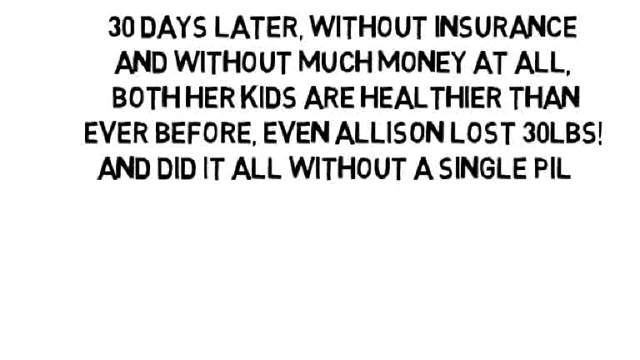 30 DAYS LATER, WITHOUT INSURANCE
AND WITHOUT MUCH MONEY AT ALL,
BOTH HER KIDS ARE HEALTHIER THAN
EVER BEFORE, EVEN ALLISON LOST 30LBS!
AND DID IT ALL WITHOUT A SINGLE PIL